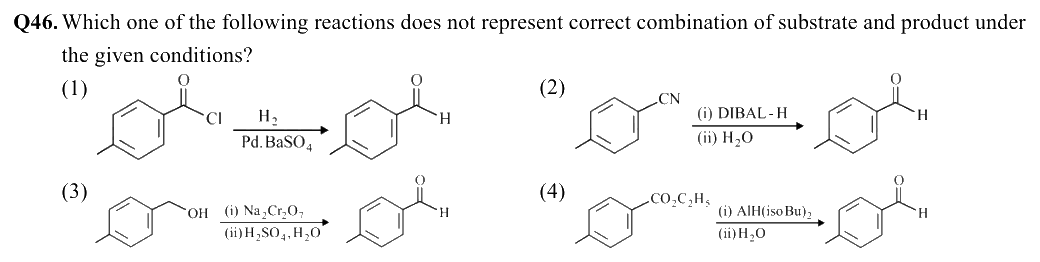 Q46. Which one of the following reactions does not represent correct combination of substrate and product under
the given conditions?
(1)
O
Cl
H₂
Pd.BaSO₄
O
H
(2)
CN
(i) DIBAL-H
(ii) H₂O
O
H
(3)
OH
(i) Na₂Cr₂O₇
(ii) H₂SO₄, H₂O
O
H
(4)
CO₂C₂H₅
(i) AlH(isoBu)₂
(ii) H₂O
O
H